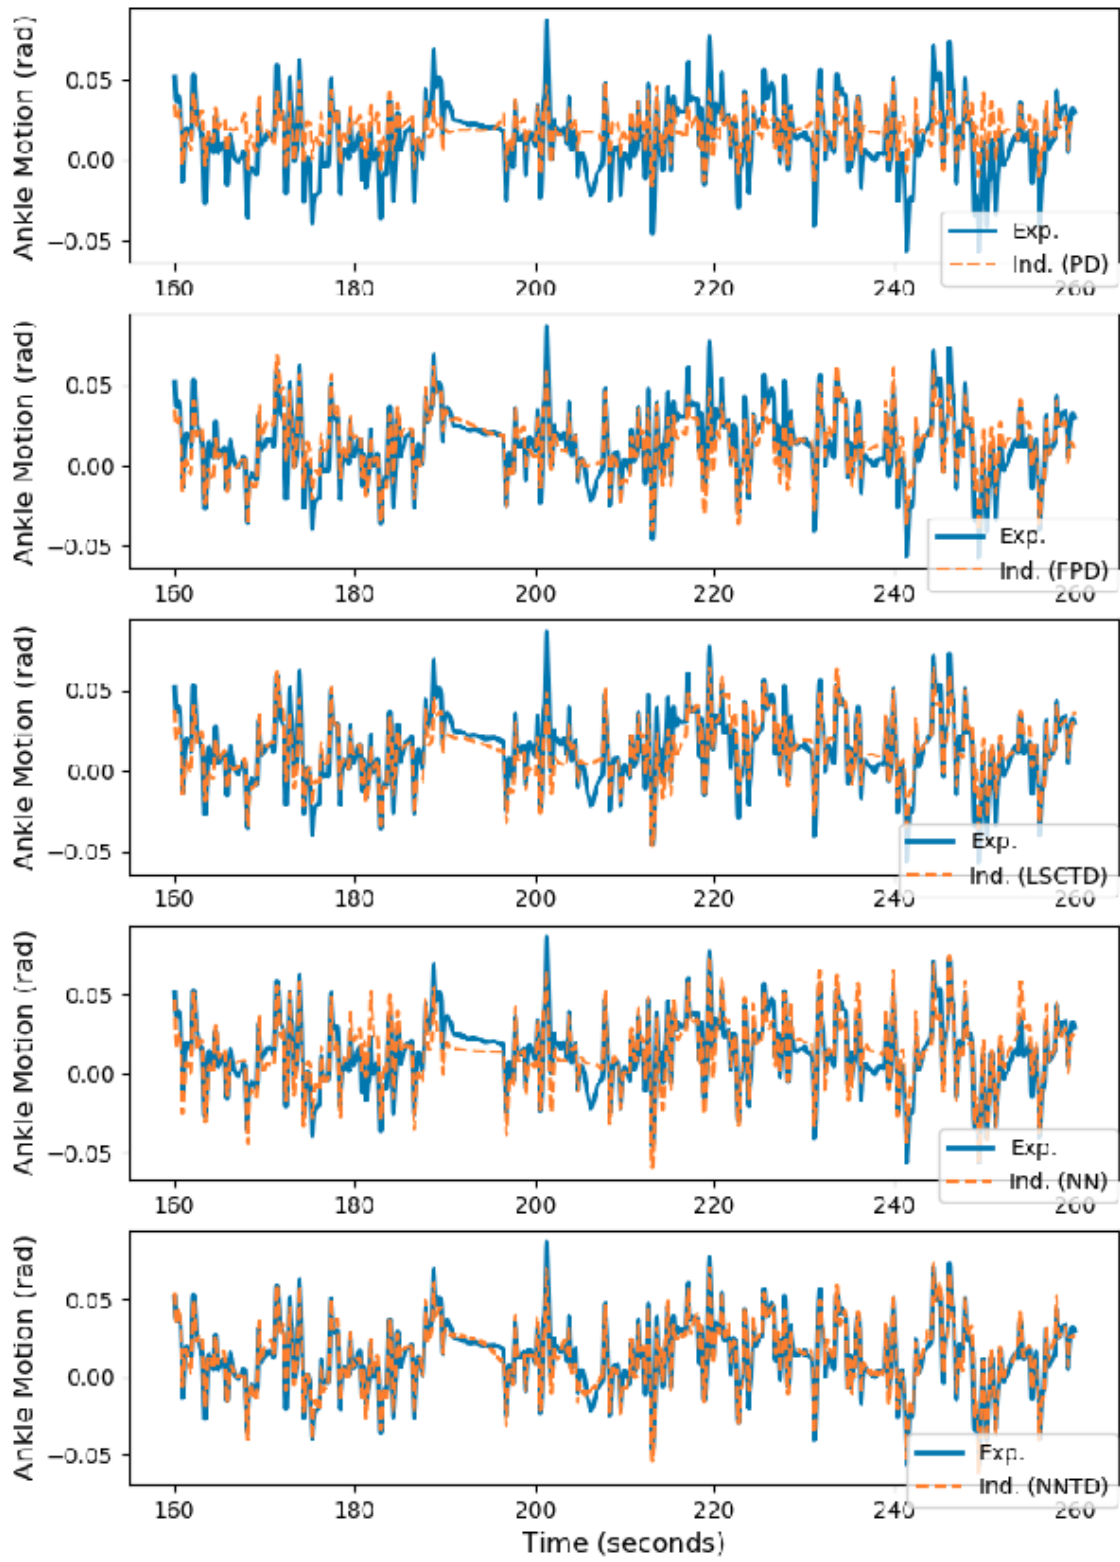 Ankle Motion (rad)
0.05
0.00
−0.05
Exp.
Ind. (PD)
160 180 200 220 240 260
Ankle Motion (rad)
0.05
0.00
−0.05
Exp.
Ind. (FPD)
160 180 200 220 240 260
Ankle Motion (rad)
0.05
0.00
−0.05
Exp.
Ind. (LSCTD)
160 180 200 220 240 260
Ankle Motion (rad)
0.05
0.00
−0.05
Exp.
Ind. (NN)
160 180 200 220 240 260
Ankle Motion (rad)
0.05
0.00
−0.05
Exp.
Ind. (NNTD)
160 180 200 220 240 260
Time (seconds)